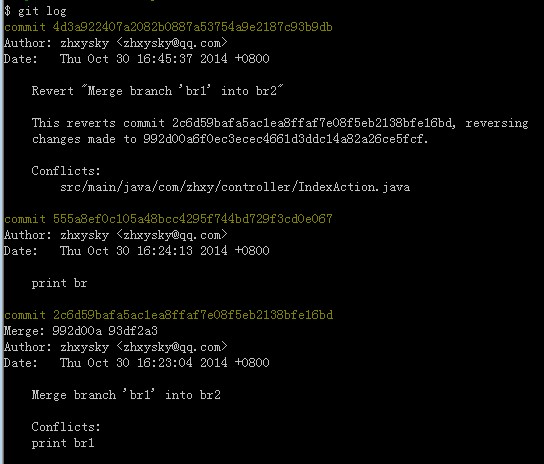 $ git log
commit 4d3a922407a2082b0887a53754a9e2187c93b9db
Author: zhxysky <zhxysky@qq.com>
Date:   Thu Oct 30 16:45:37 2014 +0800
Revert "Merge branch 'br1' into br2"
This reverts commit 2c6d59bafa5ac1ea8ffaf7e08f5eb2138bfe16bd, reversing
changes made to 992d00a6f0ec3ecec4661d3ddc14a82a26ce5fcf.
Conflicts:
src/main/java/com/zhxy/controller/IndexAction.java
commit 555a8ef0c105a48bcc4295f744bd729f3cd0e067
Author: zhxysky <zhxysky@qq.com>
Date:   Thu Oct 30 16:24:13 2014 +0800
print br
commit 2c6d59bafa5ac1ea8ffaf7e08f5eb2138bfe16bd
Merge: 992d00a 93df2a3
Author: zhxysky <zhxysky@qq.com>
Date:   Thu Oct 30 16:23:04 2014 +0800
Merge branch 'br1' into br2
Conflicts:
print br1